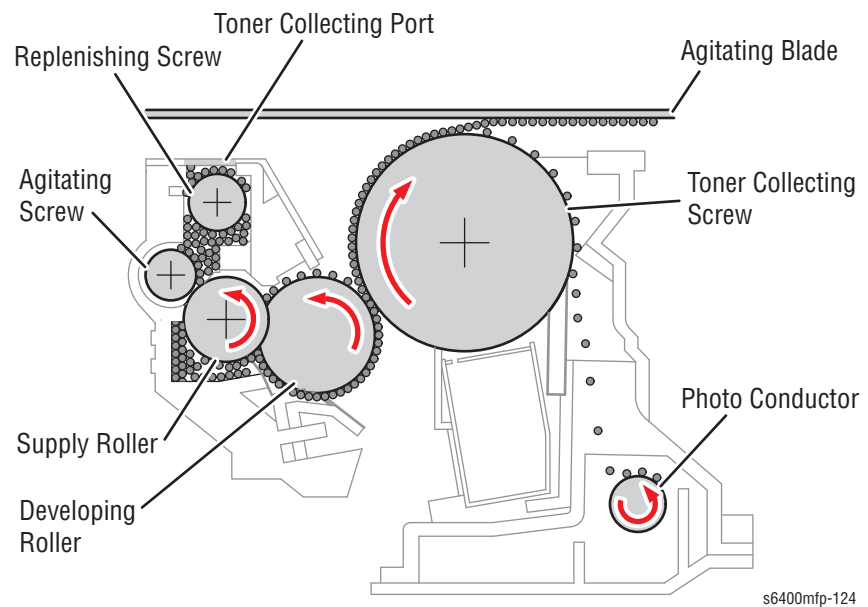 Toner Collecting Port
Replenishing Screw
Agitating Blade
Agitating
Screw
Toner Collecting
Screw
Photo Conductor
Supply Roller
Developing
Roller
s6400mfp-124